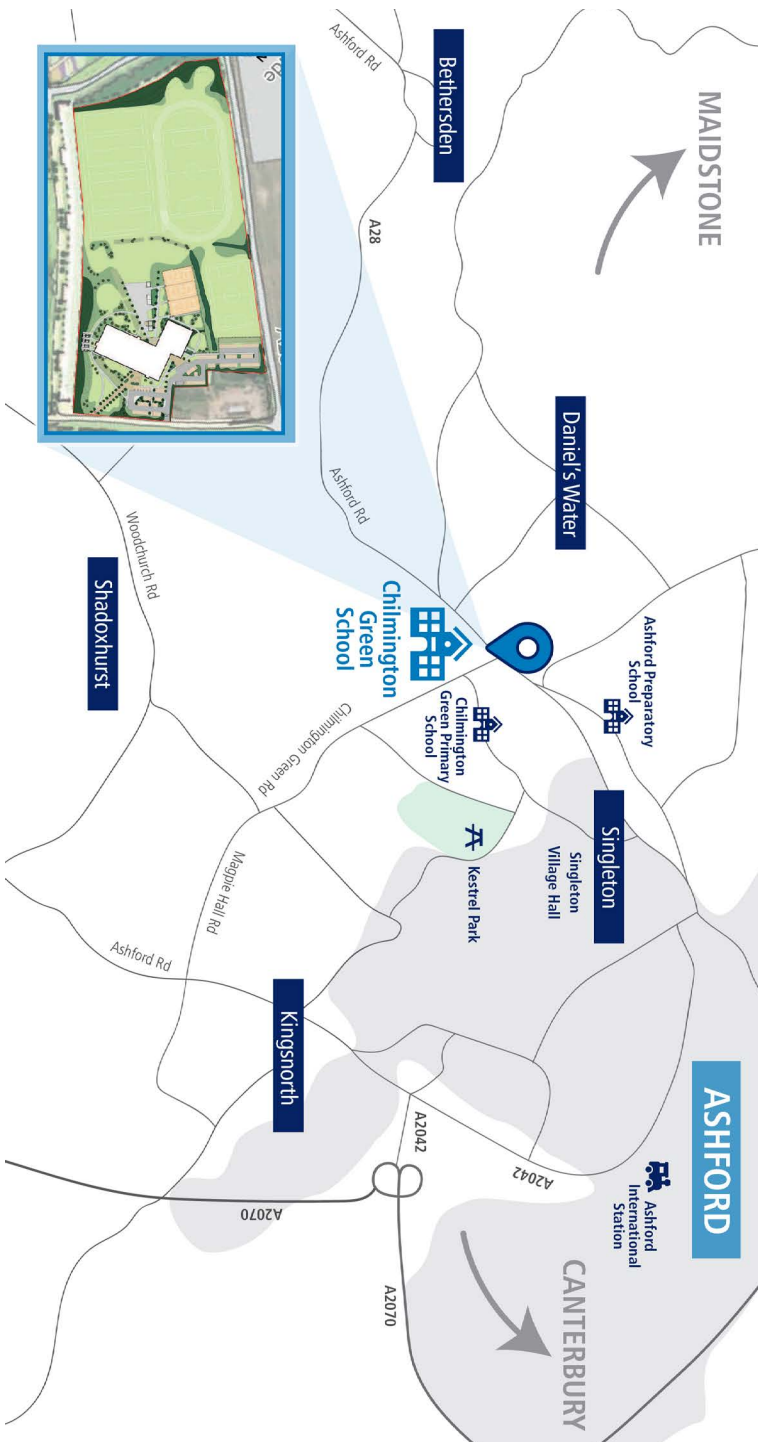 MAIDSTONE
Bethersden
Ashford Rd
A28
Daniel's Water
Ashford Rd
Ashford Preparatory
School
Chilmington
Green
School
Chilmington
Green Primary
School
Woodchurch Rd
Shadoxhurst
Chilmington Green Rd
Singleton
Singleton
Village Hall
Kestrel Park
Magpie Hall Rd
Ashford Rd
Kingsnorth
ASHFORD
Ashford
International
Station
A2042
A2042
A2070
A2070
CANTERBURY